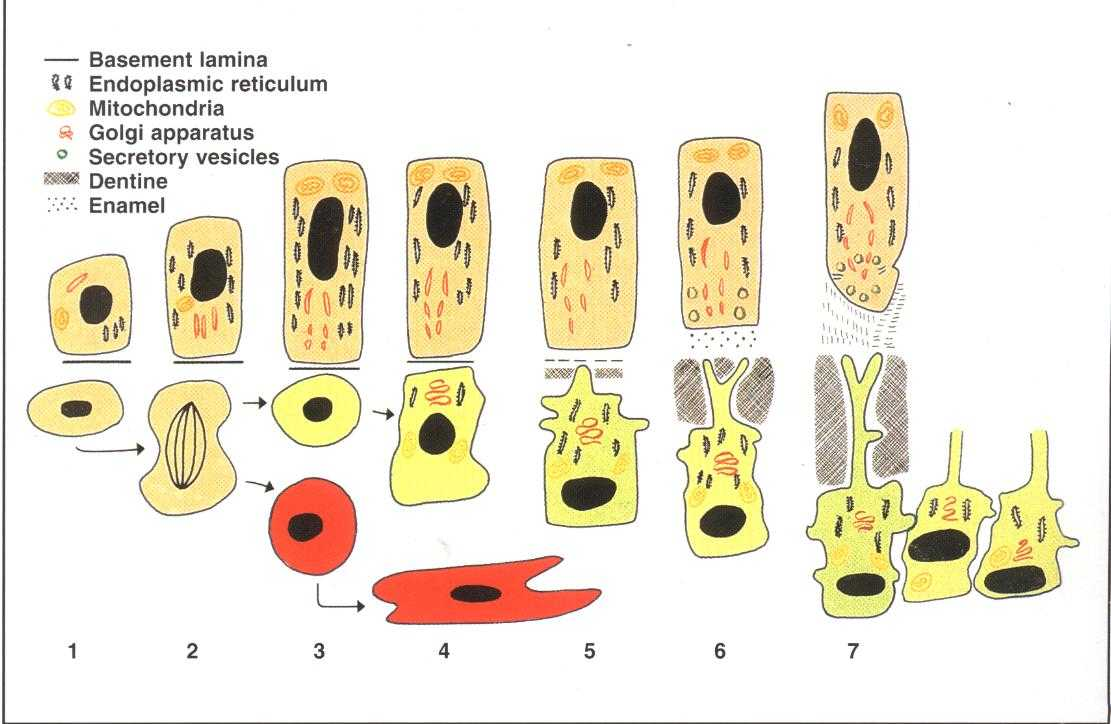 Basement lamina
Endoplasmic reticulum
Mitochondria
Golgi apparatus
Secretory vesicles
Dentine
Enamel
1 2 3 4 5 6 7